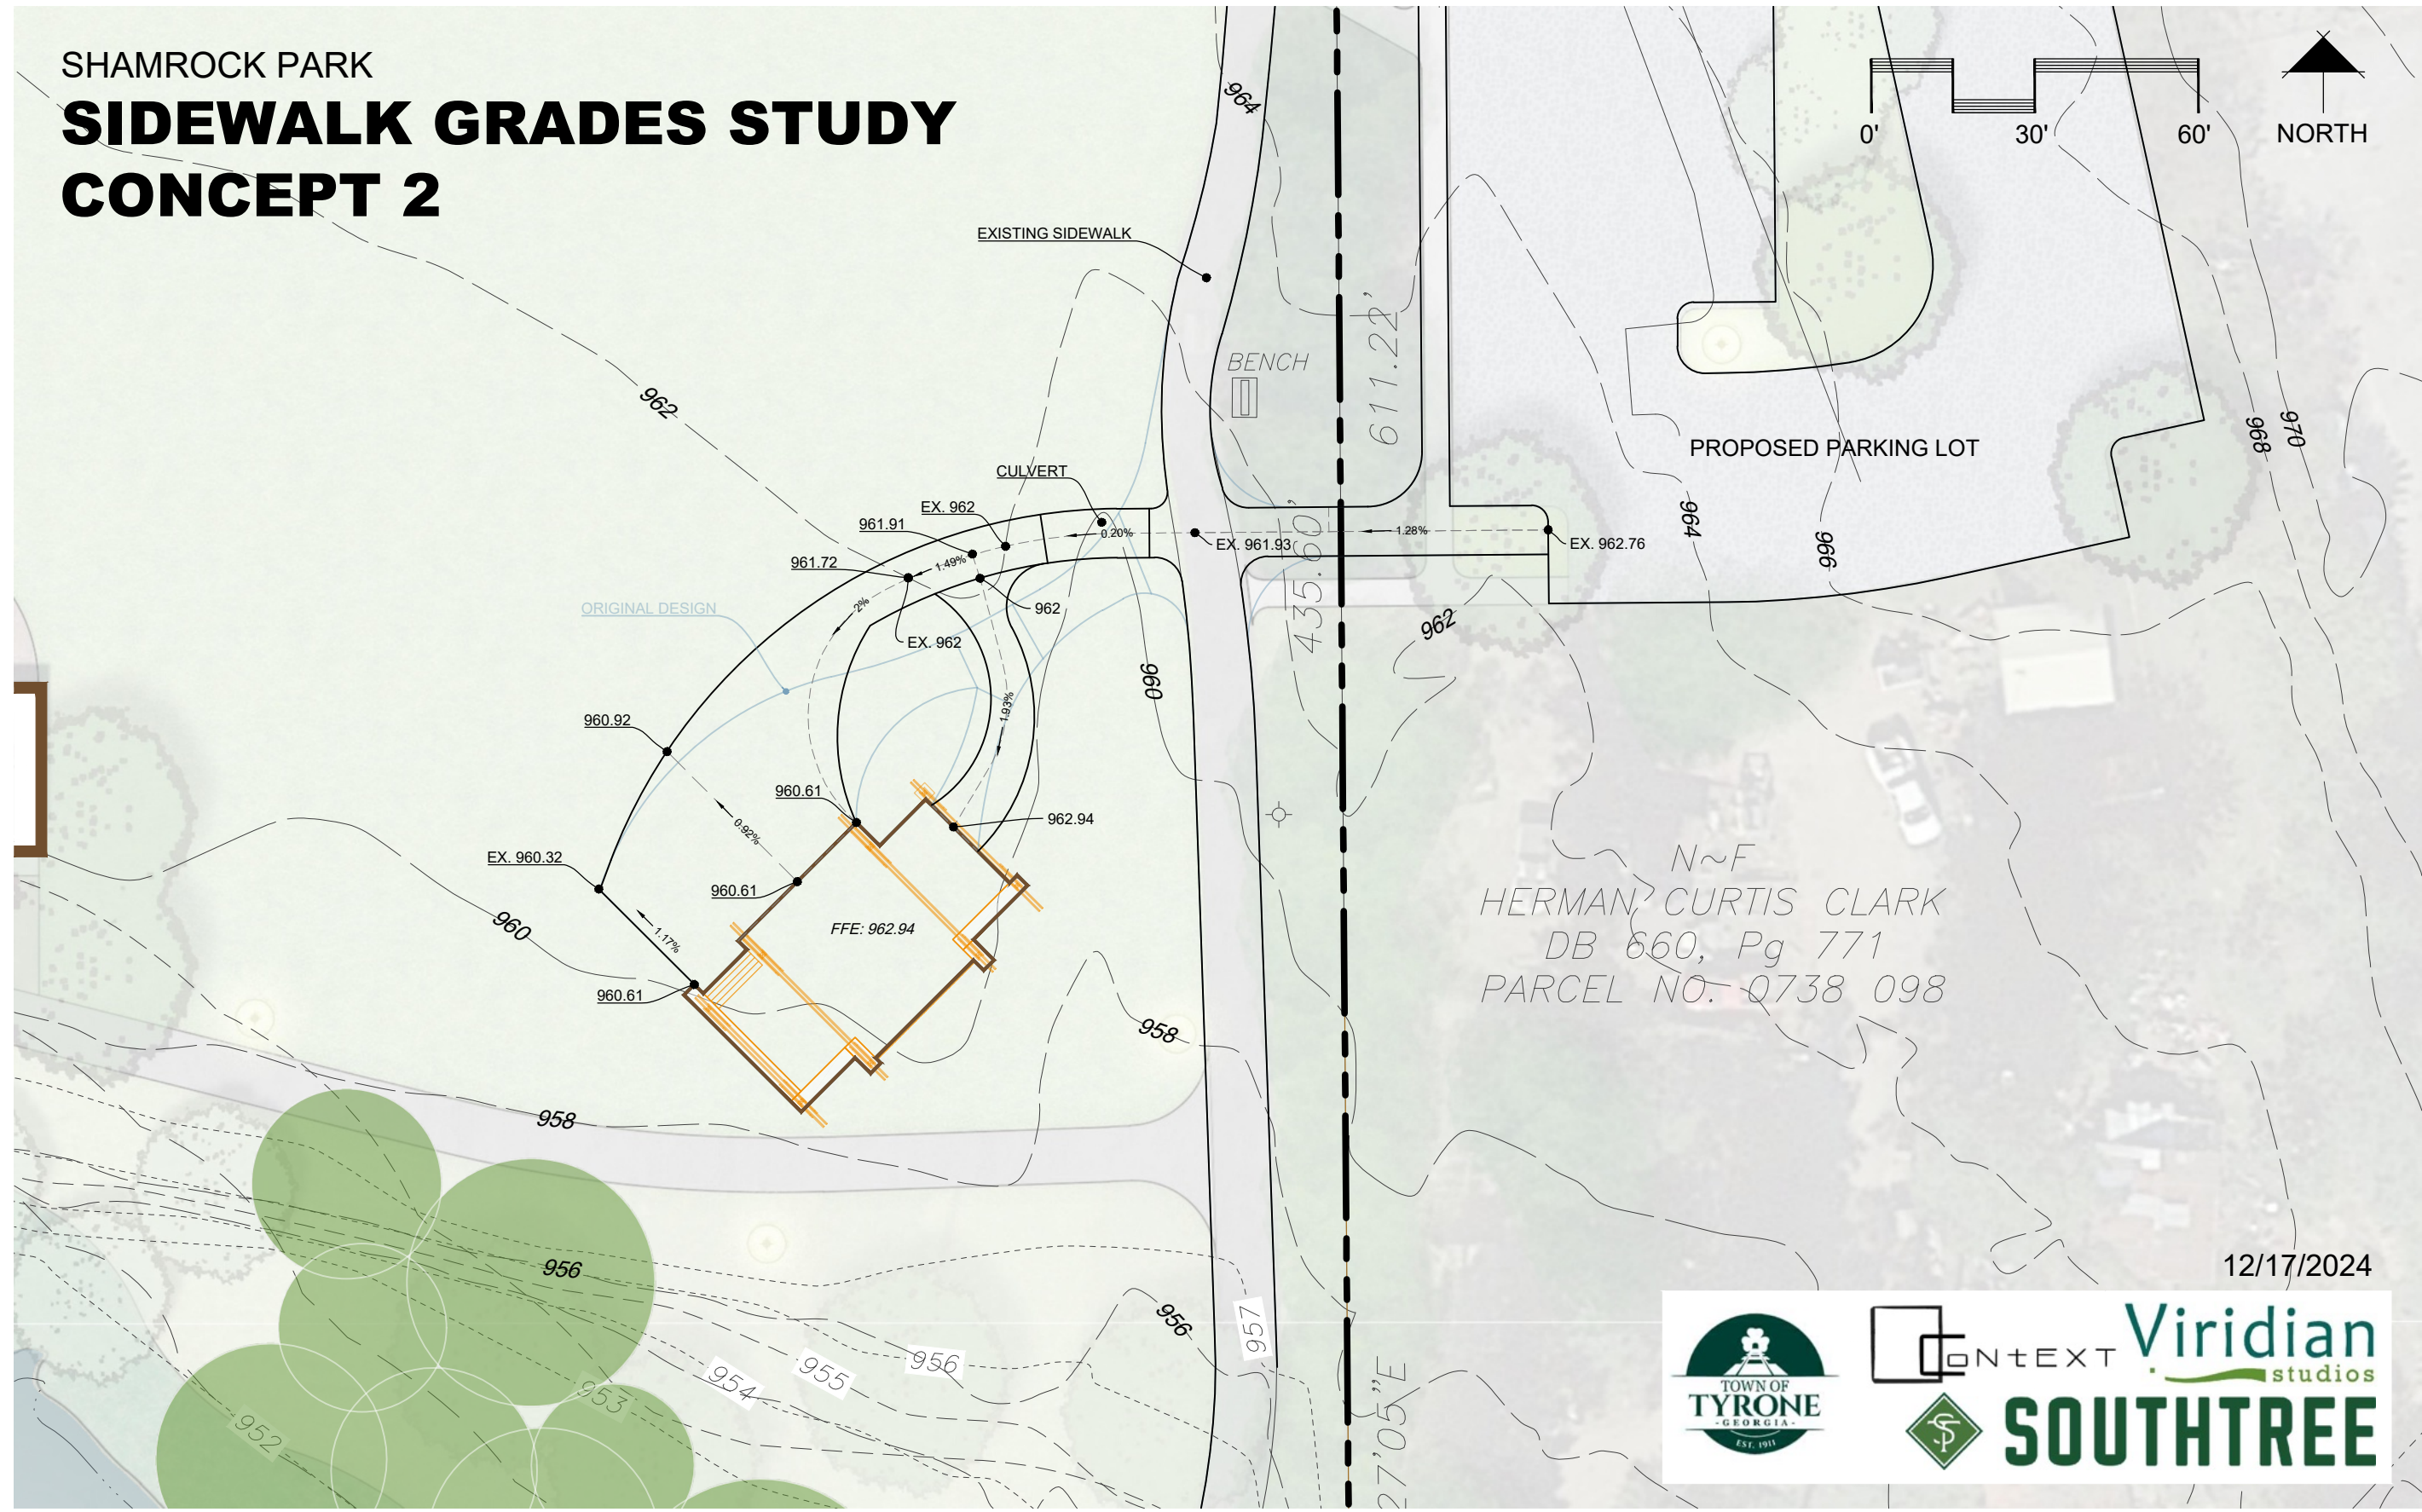 SHAMROCK PARK
SIDEWALK GRADES STUDY
CONCEPT 2
0'
30'
60'
NORTH
964
EXISTING SIDEWALK
BENCH
611.22'
962
PROPOSED PARKING LOT
968
970
CULVERT
EX. 962
961.91
0.20%
EX. 961.93
1.28%
EX. 962.76
964
966
435.60'
961.72
1.49%
2%
962
EX. 962
ORIGINAL DESIGN
962
960
1.93%
960.92
960.61
962.94
0.92%
EX. 960.32
960.61
FFE: 962.94
960
1.17%
960.61
N~F
HERMAN CURTIS CLARK
DB 660, Pg 771
PARCEL NO. 0738 098
958
958
956
956
957
956
955
954
953
952
27'05"E
12/17/2024
TOWN OF
TYRONE
-GEORGIA-
EST. 1911
CONTEXT
Viridian
studios
SOUTHTREE